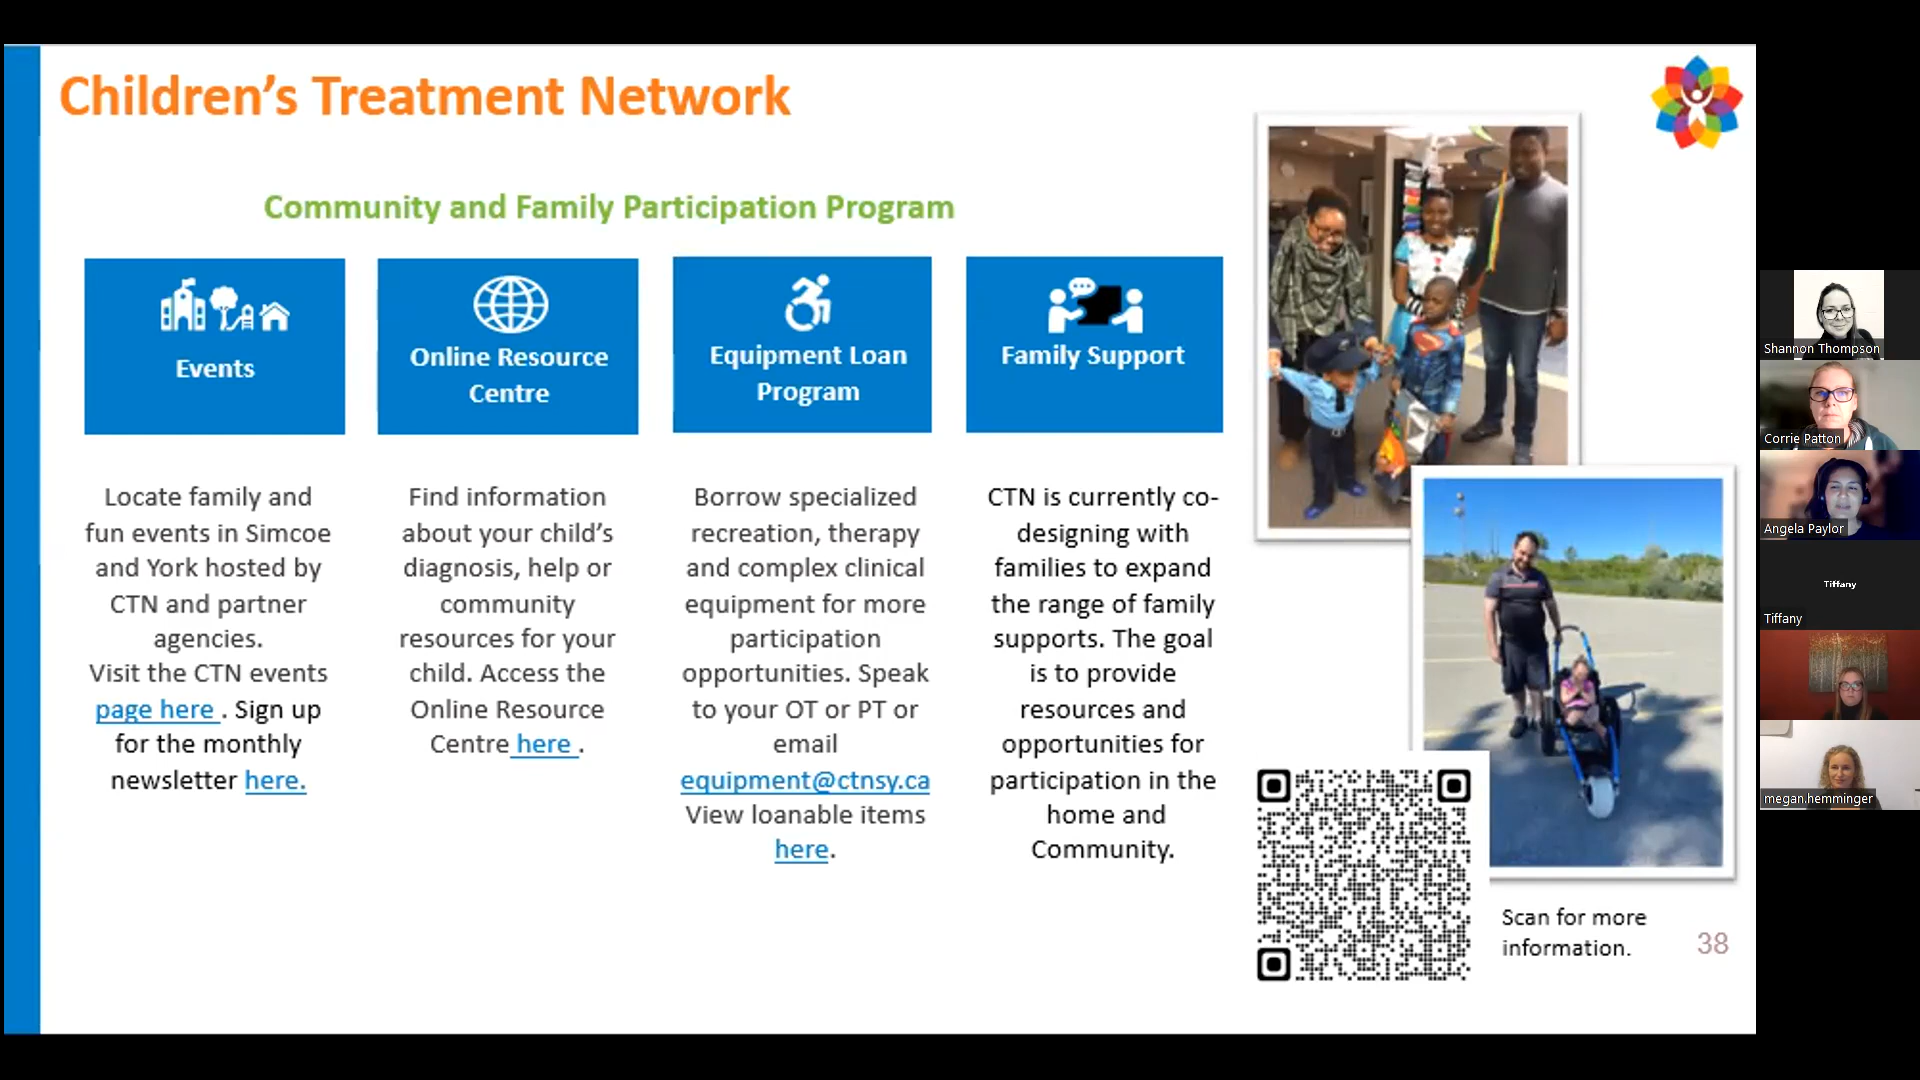 Children's Treatment Network
Community and Family Participation Program
Events
Locate family and
fun events in Simcoe
and York hosted by
CTN and partner
agencies.
Visit the CTN events
page here . Sign up
for the monthly
newsletter here.
Online Resource
Centre
Find information
about your child's
diagnosis, help or
community
resources for your
child. Access the
Online Resource
Centre here .
Equipment Loan
Program
Borrow specialized
recreation, therapy
and complex clinical
equipment for more
participation
opportunities. Speak
to your OT or PT or
email
equipment@ctnsy.ca
View loanable items
here.
Family Support
CTN is currently co-
designing with
families to expand
the range of family
supports. The goal
is to provide
resources and
opportunities for
participation in the
home and
Community.
Scan for more
information.
38
Shannon Thompson
Corrie Patton
Angela Paylor
Tiffany
Tiffany
megan.hemminger